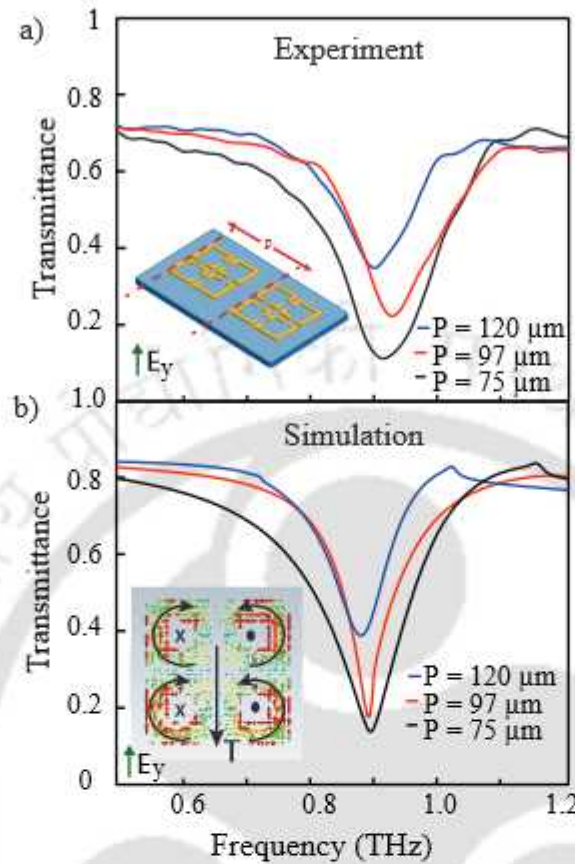 a)
1
Experiment
0.8
0.6
0.4
0.2
Transmittance
P
P = 120 μm
P = 97 μm
P = 75 μm
Ey
b)
1.0
Simulation
0.8
0.6
0.4
0.2
0
Transmittance
x
x
T
P = 120 μm
P = 97 μm
P = 75 μm
Ey
0.6 0.8 1.0 1.2
Frequency (THz)